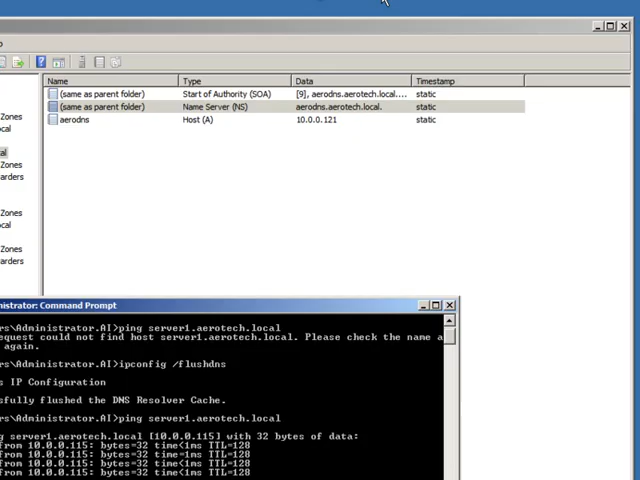 p
Name Type Data Timestamp
(same as parent folder) Start of Authority (SOA) [9], aerodns.aerotech.local.... static
Zones (same as parent folder) Name Server (NS) aerodns.aerotech.local. static
ocal aerodns Host (A) 10.0.0.121 static
al
Zones
arders
Zones
ocal
Zones
arders
nistrator: Command Prompt
rs\Administrator.AI>ping server1.aerotech.local
equest could not find host server1.aerotech.local. Please check the name a
again.
rs\Administrator.AI>ipconfig /flushdns
s IP Configuration
sfully flushed the DNS Resolver Cache.
rs\Administrator.AI>ping server1.aerotech.local
g server1.aerotech.local [10.0.0.115] with 32 bytes of data:
from 10.0.0.115: bytes=32 time<1ms TTL=128
from 10.0.0.115: bytes=32 time<1ms TTL=128
from 10.0.0.115: bytes=32 time<1ms TTL=128
from 10.0.0.115: bytes=32 time<1ms TTL=128